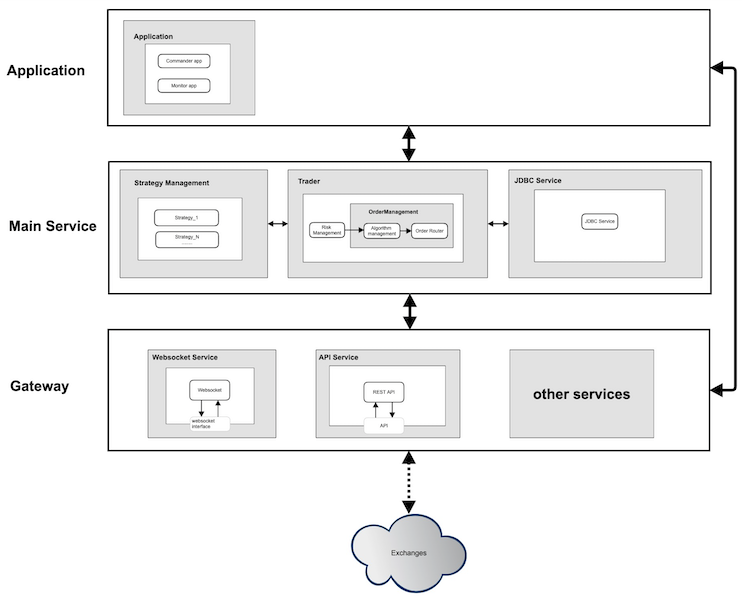 Application
Application
Commander app
Monitor app
Main Service
Strategy Management
Strategy_1
Strategy_N
......
Trader
OrderManagement
Risk
Management
Algorithm
management
Order Router
JDBC Service
JDBC Service
Gateway
Websocket Service
Websocket
websocket
interface
API Service
REST API
API
other services
Exchanges